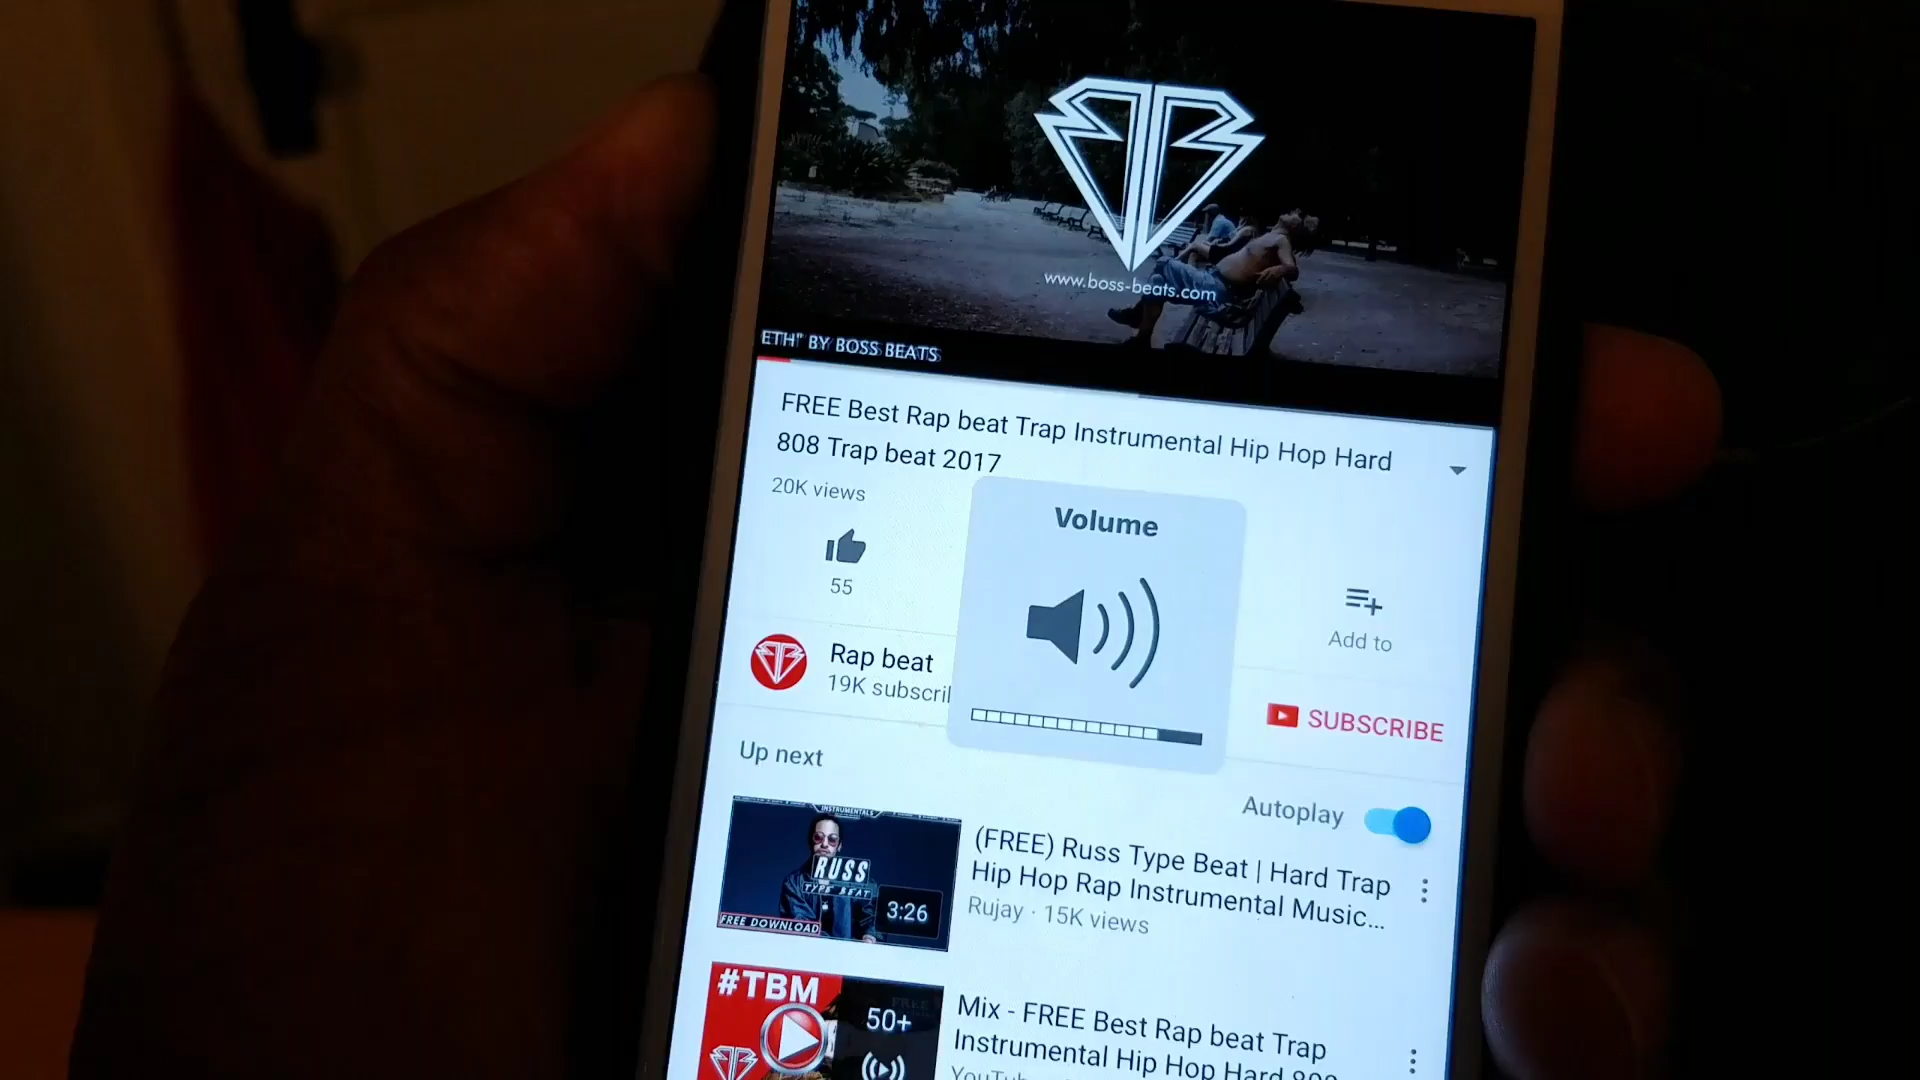 www.boss-beats.com
ETH" BY BOSS BEATS
FREE Best Rap beat Trap Instrumental Hip Hop Hard
808 Trap beat 2017
20K views
Volume
55
Add to
Rap beat
19K subscri
SUBSCRIBE
Up next
Autoplay
INSTRUMENTALS
RUSS
TYPE BEAT
3:26
FREE DOWNLOAD
(FREE) Russ Type Beat | Hard Trap
Hip Hop Rap Instrumental Music...
Rujay · 15K views
#TBM
FREE
50+
Mix - FREE Best Rap beat Trap
Instrumental Hip Hop Hard 808
YouTu